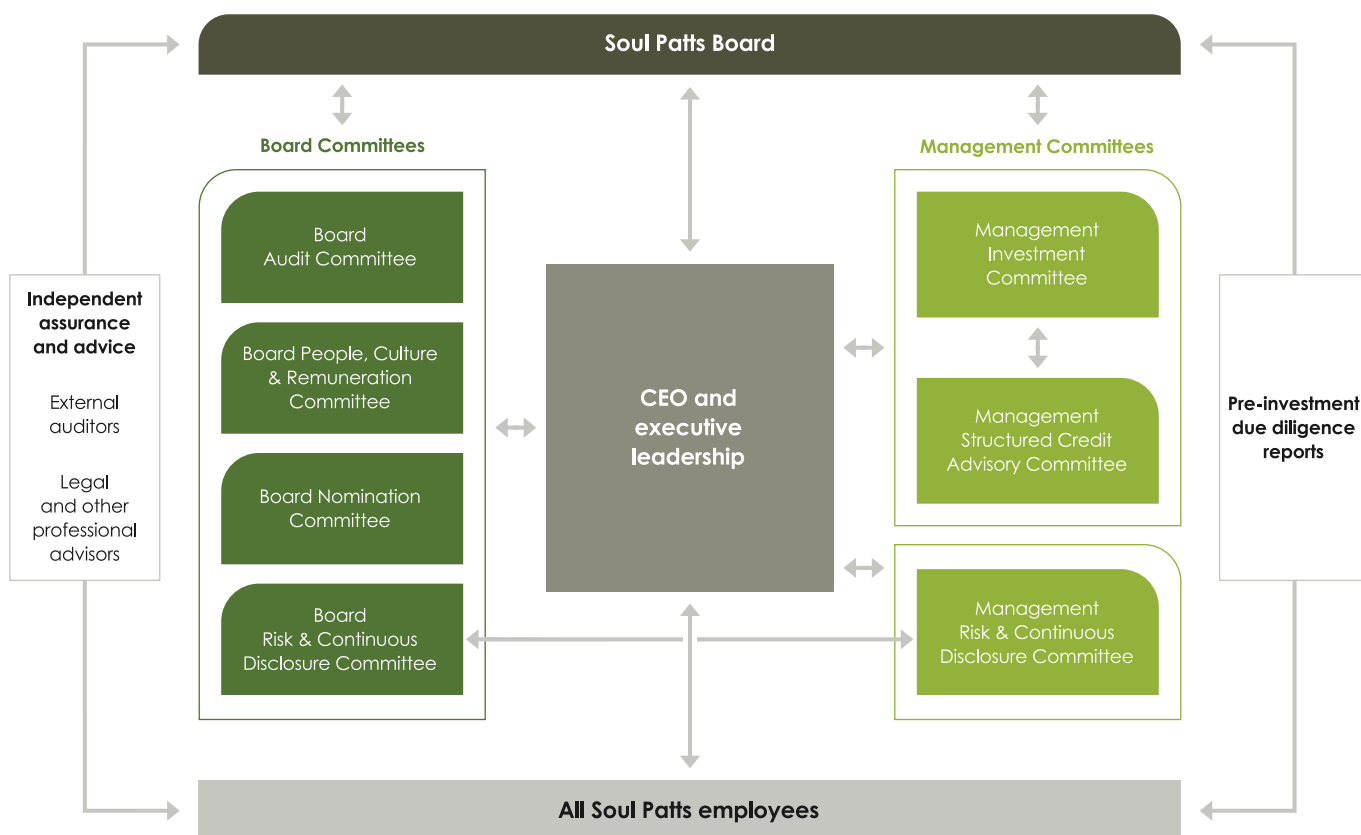 Soul Patts Board
Board Committees
Management Committees
Board
Audit Committee
Board People, Culture
& Remuneration
Committee
Board Nomination
Committee
Board
Risk & Continuous
Disclosure Committee
CEO and
executive
leadership
Management
Investment
Committee
Management
Structured Credit
Advisory Committee
Management
Risk & Continuous
Disclosure Committee
Independent
assurance
and advice
External
auditors
Legal
and other
professional
advisors
Pre-investment
due diligence
reports
All Soul Patts employees